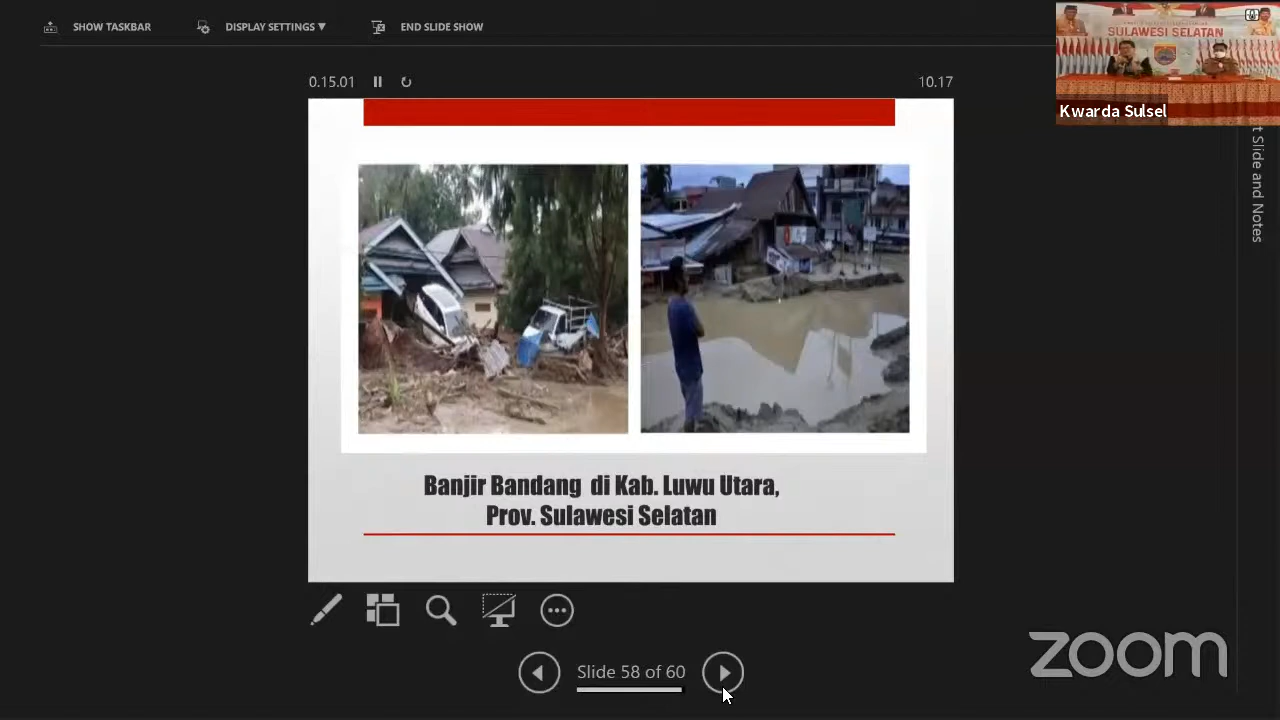 SHOW TASKBAR
DISPLAY SETTINGS ▼
END SLIDE SHOW
SULAWESI SELATAN
Kwarda Sulsel
0.15.01
10.17
t Slide and Notes
Banjir Bandang di Kab. Luwu Utara,
Prov. Sulawesi Selatan
Slide 58 of 60
zoom